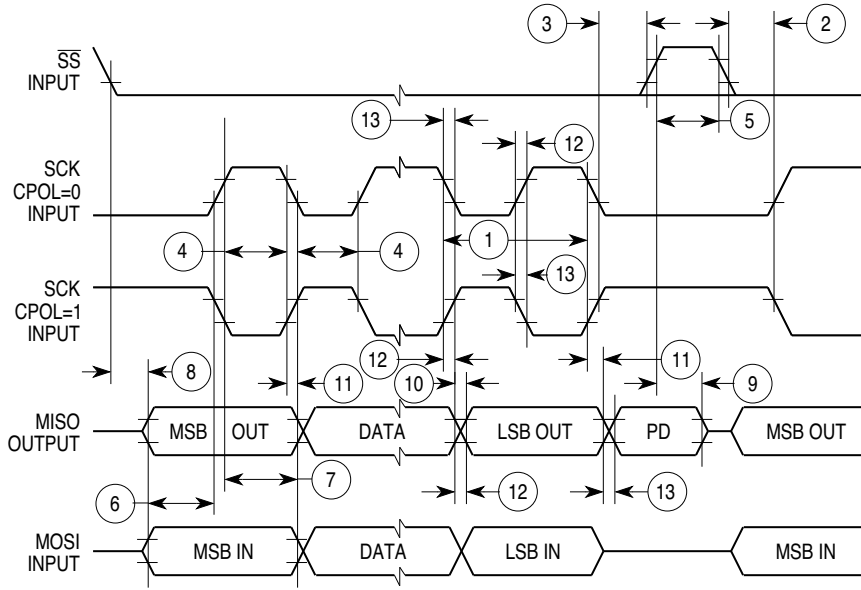 3
2
SS
INPUT
13
12
5
SCK
CPOL=0
INPUT
4
4
1
13
SCK
CPOL=1
INPUT
8
11
12
10
11
9
MISO
OUTPUT
MSB OUT
DATA
LSB OUT
PD
MSB OUT
6
7
12
13
MOSI
INPUT
MSB IN
DATA
LSB IN
MSB IN